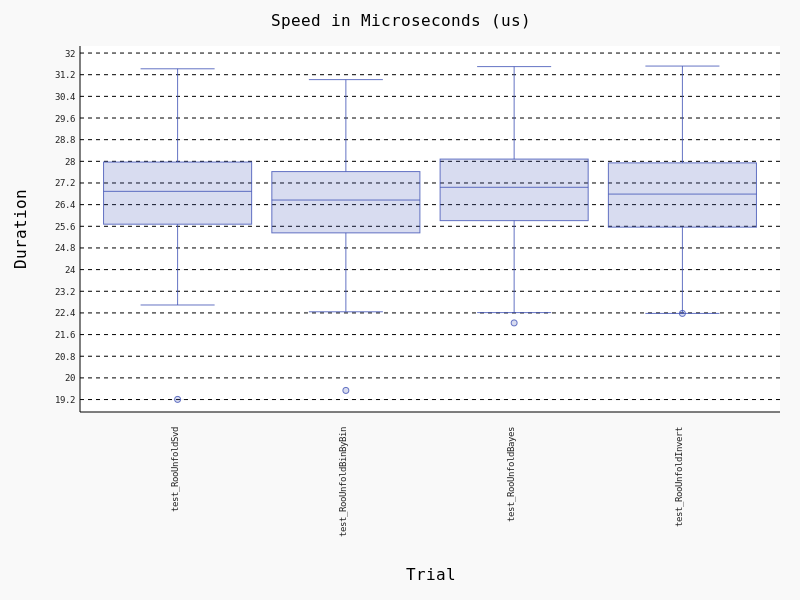 Speed in Microseconds (us)
Duration
32
31.2
30.4
29.6
28.8
28
27.2
26.4
25.6
24.8
24
23.2
22.4
21.6
20.8
20
19.2
test_RooUnfoldSvd
test_RooUnfoldBinByBin
test_RooUnfoldBayes
test_RooUnfoldInvert
Trial